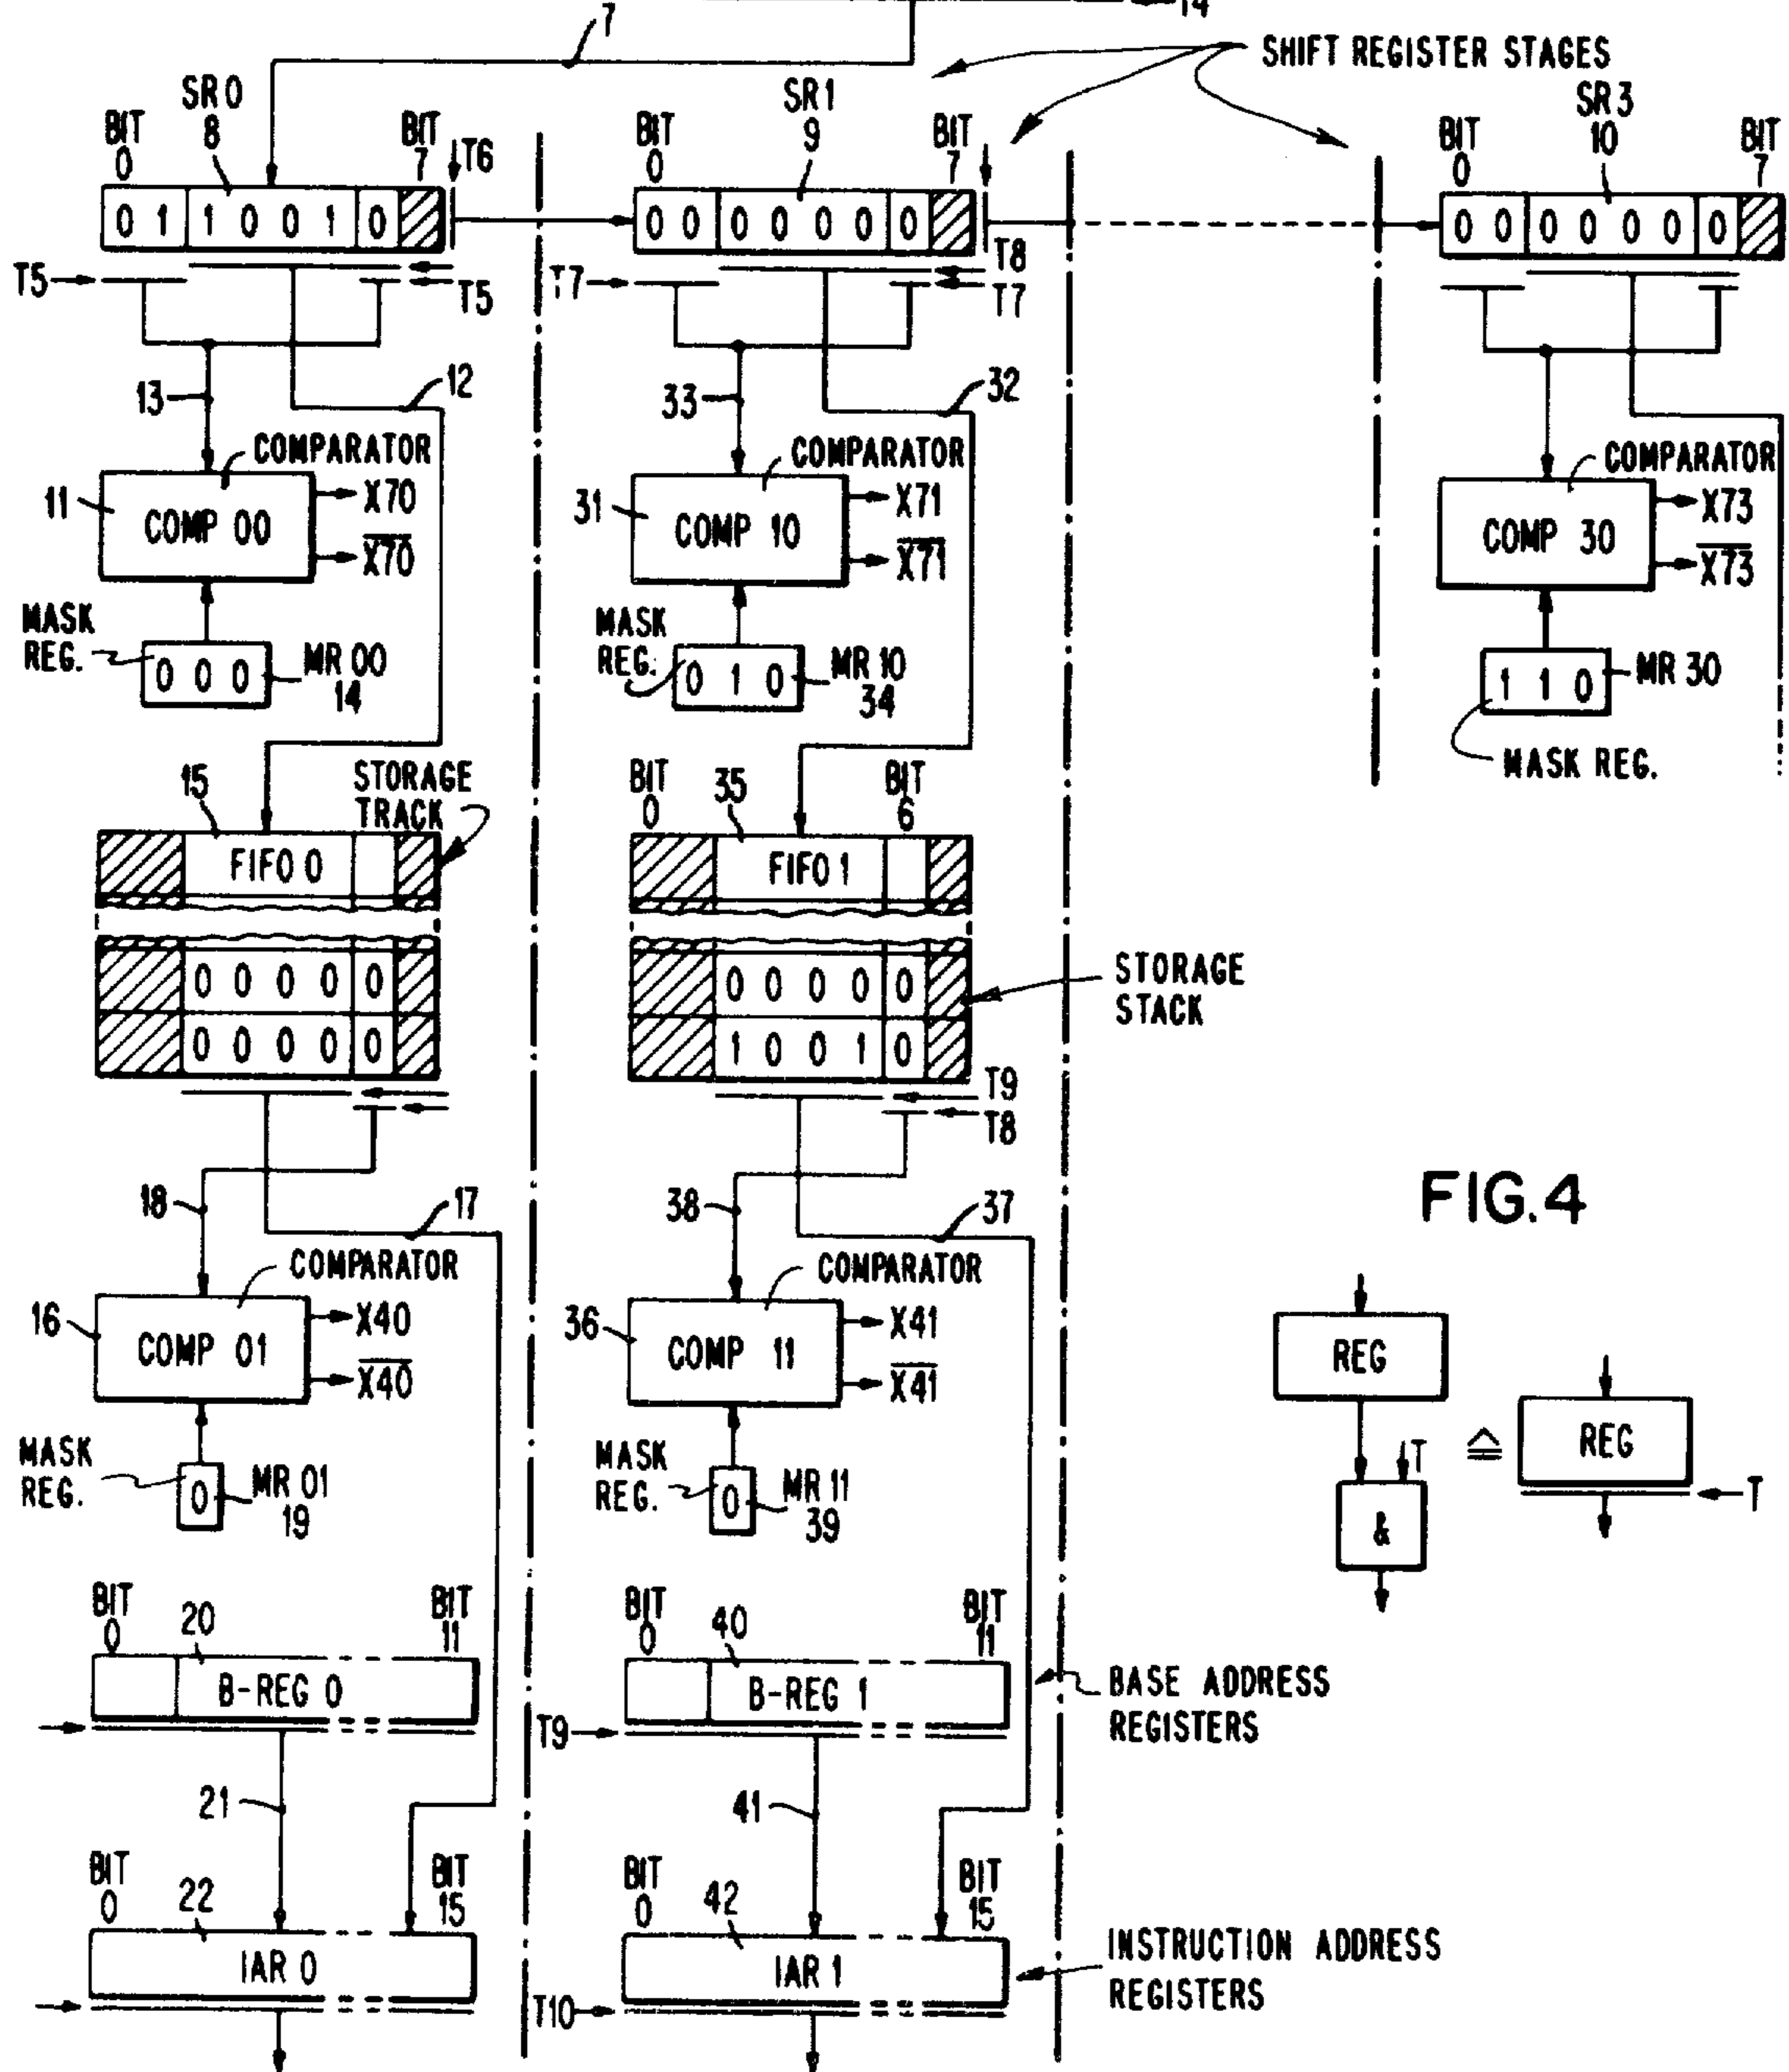 T4
7
SHIFT REGISTER STAGES
BIT 0
SR 0
8
BIT 7
T6
BIT 0
SR1
9
BIT 7
BIT 0
SR 3
10
BIT 7
0 1 1 0 0 1 0
0 0 0 0 0 0 0
0 0 0 0 0 0 0
T5
T5
T7
T8
T7
13
12
33
32
COMPARATOR
COMPARATOR
COMPARATOR
11
COMP 00
X70
X70
31
COMP 10
X71
X71
COMP 30
X73
X73
MASK REG.
0 0 0
MR 00
14
MASK REG.
0 1 0
MR 10
34
1 1 0
MR 30
MASK REG.
15
STORAGE TRACK
BIT 0
35
BIT 6
FIFO 0
FIFO 1
0 0 0 0 0
0 0 0 0 0
STORAGE STACK
0 0 0 0 0
1 0 0 1 0
T9
T8
18
17
38
37
FIG.4
COMPARATOR
COMPARATOR
16
COMP 01
X40
X40
36
COMP 11
X41
X41
REG
REG
T
≙
T
&
MASK REG.
0
MR 01
19
MASK REG.
0
MR 11
39
BIT 0
20
BIT 11
BIT 0
40
BIT 11
B-REG 0
B-REG 1
BASE ADDRESS
REGISTERS
T9
21
41
BIT 0
22
BIT 15
BIT 0
42
BIT 15
IAR 0
IAR 1
INSTRUCTION ADDRESS
REGISTERS
T10